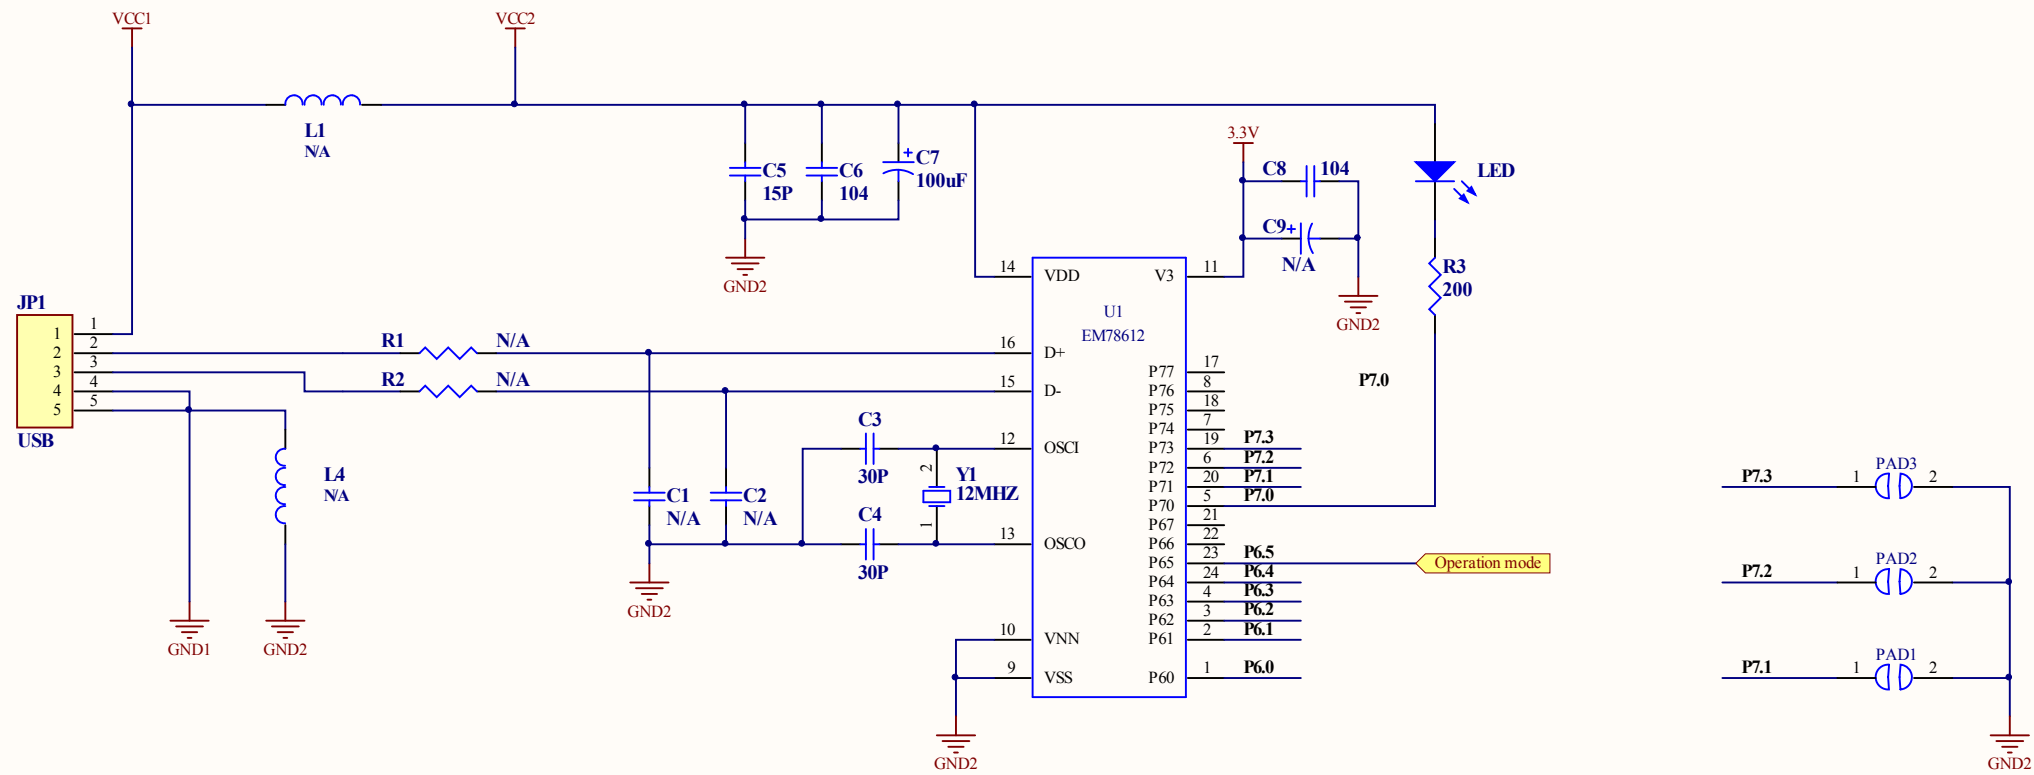 VCC1
VCC2
L1
N/A
C5
15P
C6
104
C7
100uF
3.3V
C8
104
C9
N/A
GND2
LED
R3
200
GND2
JP1
1
2
3
4
5
1
2
3
4
5
USB
R1
N/A
R2
N/A
L4
N/A
GND1
GND2
C1
N/A
C2
N/A
GND2
C3
30P
C4
30P
2
Y1
12MHZ
1
U1
EM78612
14
VDD
16
D+
15
D-
12
OSCI
13
OSCO
10
VNN
9
VSS
GND2
V3
11
P77
17
P76
8
P75
18
P74
7
P73
19
P7.3
P72
6
P7.2
P71
20
P7.1
P70
5
P7.0
P67
21
P66
22
P65
23
P6.5
Operation mode
P64
24
P6.4
P63
4
P6.3
P62
3
P6.2
P61
2
P6.1
P60
1
P6.0
P7.0
P7.3
1
PAD3
2
P7.2
1
PAD2
2
P7.1
1
PAD1
2
GND2